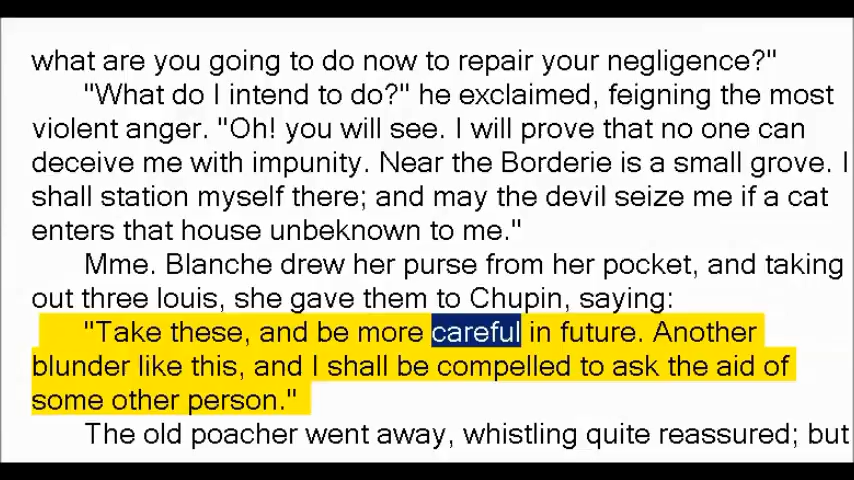 what are you going to do now to repair your negligence?"
"What do I intend to do?" he exclaimed, feigning the most
violent anger. "Oh! you will see. I will prove that no one can
deceive me with impunity. Near the Borderie is a small grove. I
shall station myself there; and may the devil seize me if a cat
enters that house unbeknown to me."
Mme. Blanche drew her purse from her pocket, and taking
out three louis, she gave them to Chupin, saying:
"Take these, and be more careful in future. Another
blunder like this, and I shall be compelled to ask the aid of
some other person."
The old poacher went away, whistling quite reassured; but